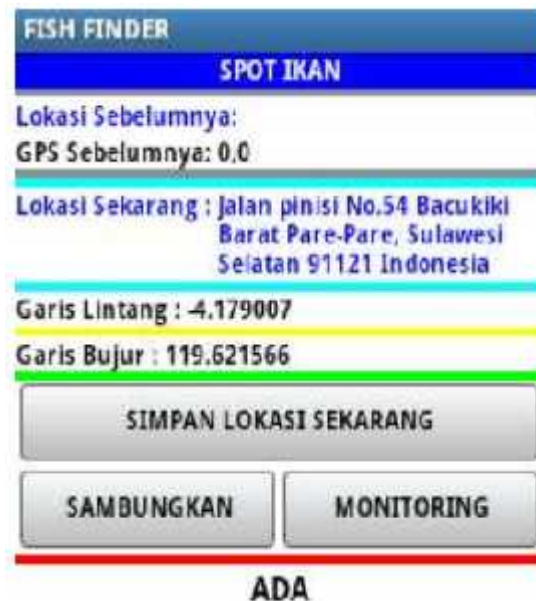 FISH FINDER
SPOT IKAN
Lokasi Sebelumnya:
GPS Sebelumnya: 0,0
Lokasi Sekarang : Jalan pinisi No.54 Bacukiki
Barat Pare-Pare, Sulawesi
Selatan 91121 Indonesia
Garis Lintang : -4.179007
Garis Bujur : 119.621566
SIMPAN LOKASI SEKARANG
SAMBUNGKAN MONITORING
ADA